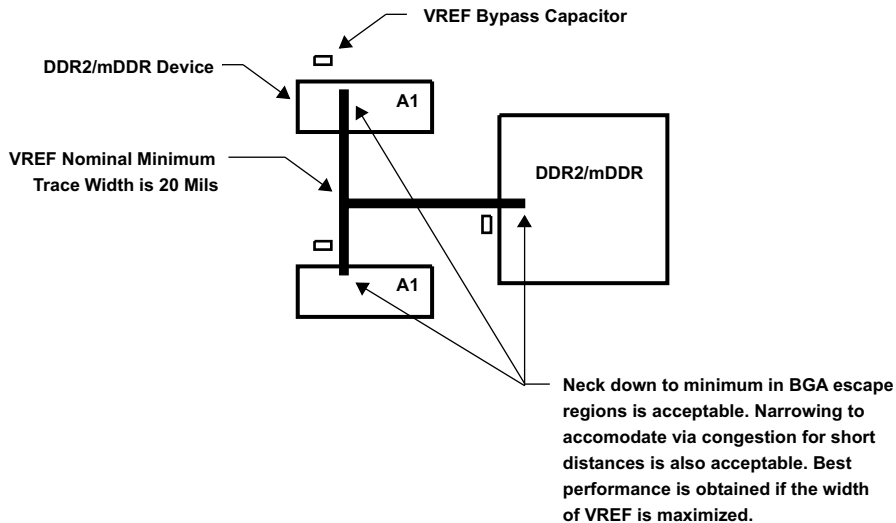 VREF Bypass Capacitor
DDR2/mDDR Device
A1
VREF Nominal Minimum
Trace Width is 20 Mils
DDR2/mDDR
A1
Neck down to minimum in BGA escape
regions is acceptable. Narrowing to
accomodate via congestion for short
distances is also acceptable. Best
performance is obtained if the width
of VREF is maximized.